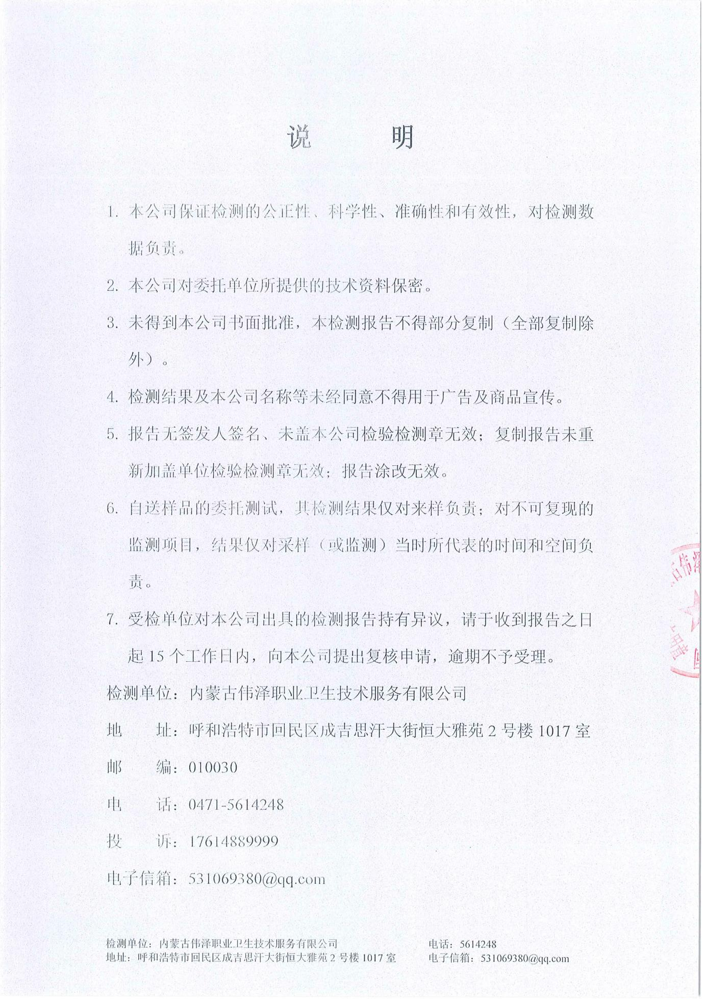 说 明
1. 本公司保证检测的公正性、科学性、准确性和有效性，对检测数
据负责。
2. 本公司对委托单位所提供的技术资料保密。
3. 未得到本公司书面批准，本检测报告不得部分复制（全部复制除
外）。
4. 检测结果及本公司名称等未经同意不得用于广告及商品宣传。
5. 报告无签发人签名、未盖本公司检验检测章无效；复制报告未重
新加盖单位检验检测章无效；报告涂改无效。
6. 自送样品的委托测试，其检测结果仅对来样负责；对不可复现的
监测项目，结果仅对采样（或监测）当时所代表的时间和空间负
责。
7. 受检单位对本公司出具的检测报告持有异议，请于收到报告之日
起 15 个工作日内，向本公司提出复核申请，逾期不予受理。
检测单位：内蒙古伟泽职业卫生技术服务有限公司
地 址：呼和浩特市回民区成吉思汗大街恒大雅苑 2 号楼 1017 室
邮 编：010030
电 话：0471-5614248
投 诉：17614889999
电子信箱：531069380@qq.com
检测单位：内蒙古伟泽职业卫生技术服务有限公司 电话：5614248
地址：呼和浩特市回民区成吉思汗大街恒大雅苑 2 号楼 1017 室 电子信箱：531069380@qq.com
古伟泽